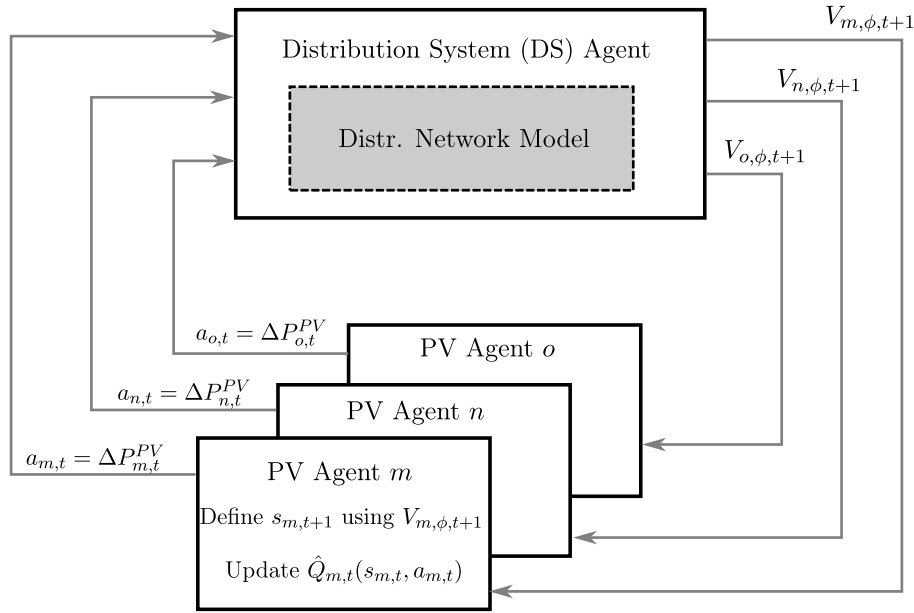 V_{m,ϕ,t+1}
Distribution System (DS) Agent
V_{n,ϕ,t+1}
Distr. Network Model
V_{o,ϕ,t+1}
a_{o,t} = ΔP^{PV}_{o,t}
PV Agent o
a_{n,t} = ΔP^{PV}_{n,t}
PV Agent n
a_{m,t} = ΔP^{PV}_{m,t}
PV Agent m
Define s_{m,t+1} using V_{m,ϕ,t+1}
Update Q̂_{m,t}(s_{m,t}, a_{m,t})